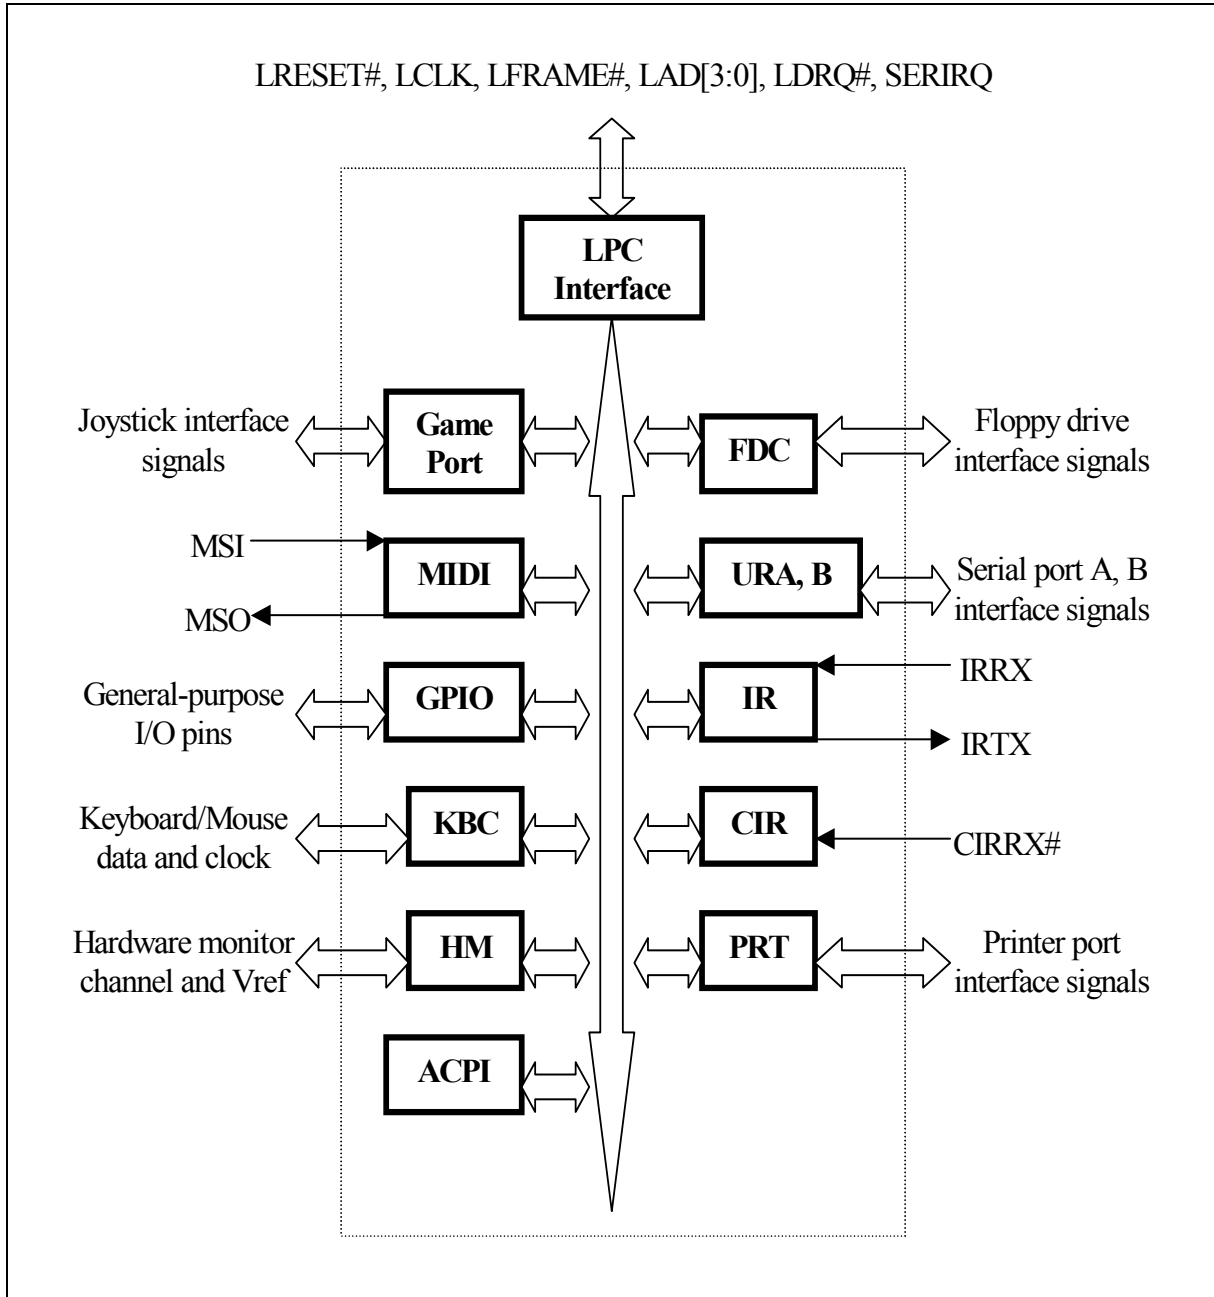 LRESET#, LCLK, LFRAME#, LAD[3:0], LDRQ#, SERIRQ
LPC
Interface
Joystick interface
signals
Game
Port
FDC
Floppy drive
interface signals
MSI
MSO
MIDI
URA, B
Serial port A, B
interface signals
General-purpose
I/O pins
GPIO
IR
IRRX
IRTX
Keyboard/Mouse
data and clock
KBC
CIR
CIRRX#
Hardware monitor
channel and Vref
HM
PRT
Printer port
interface signals
ACPI